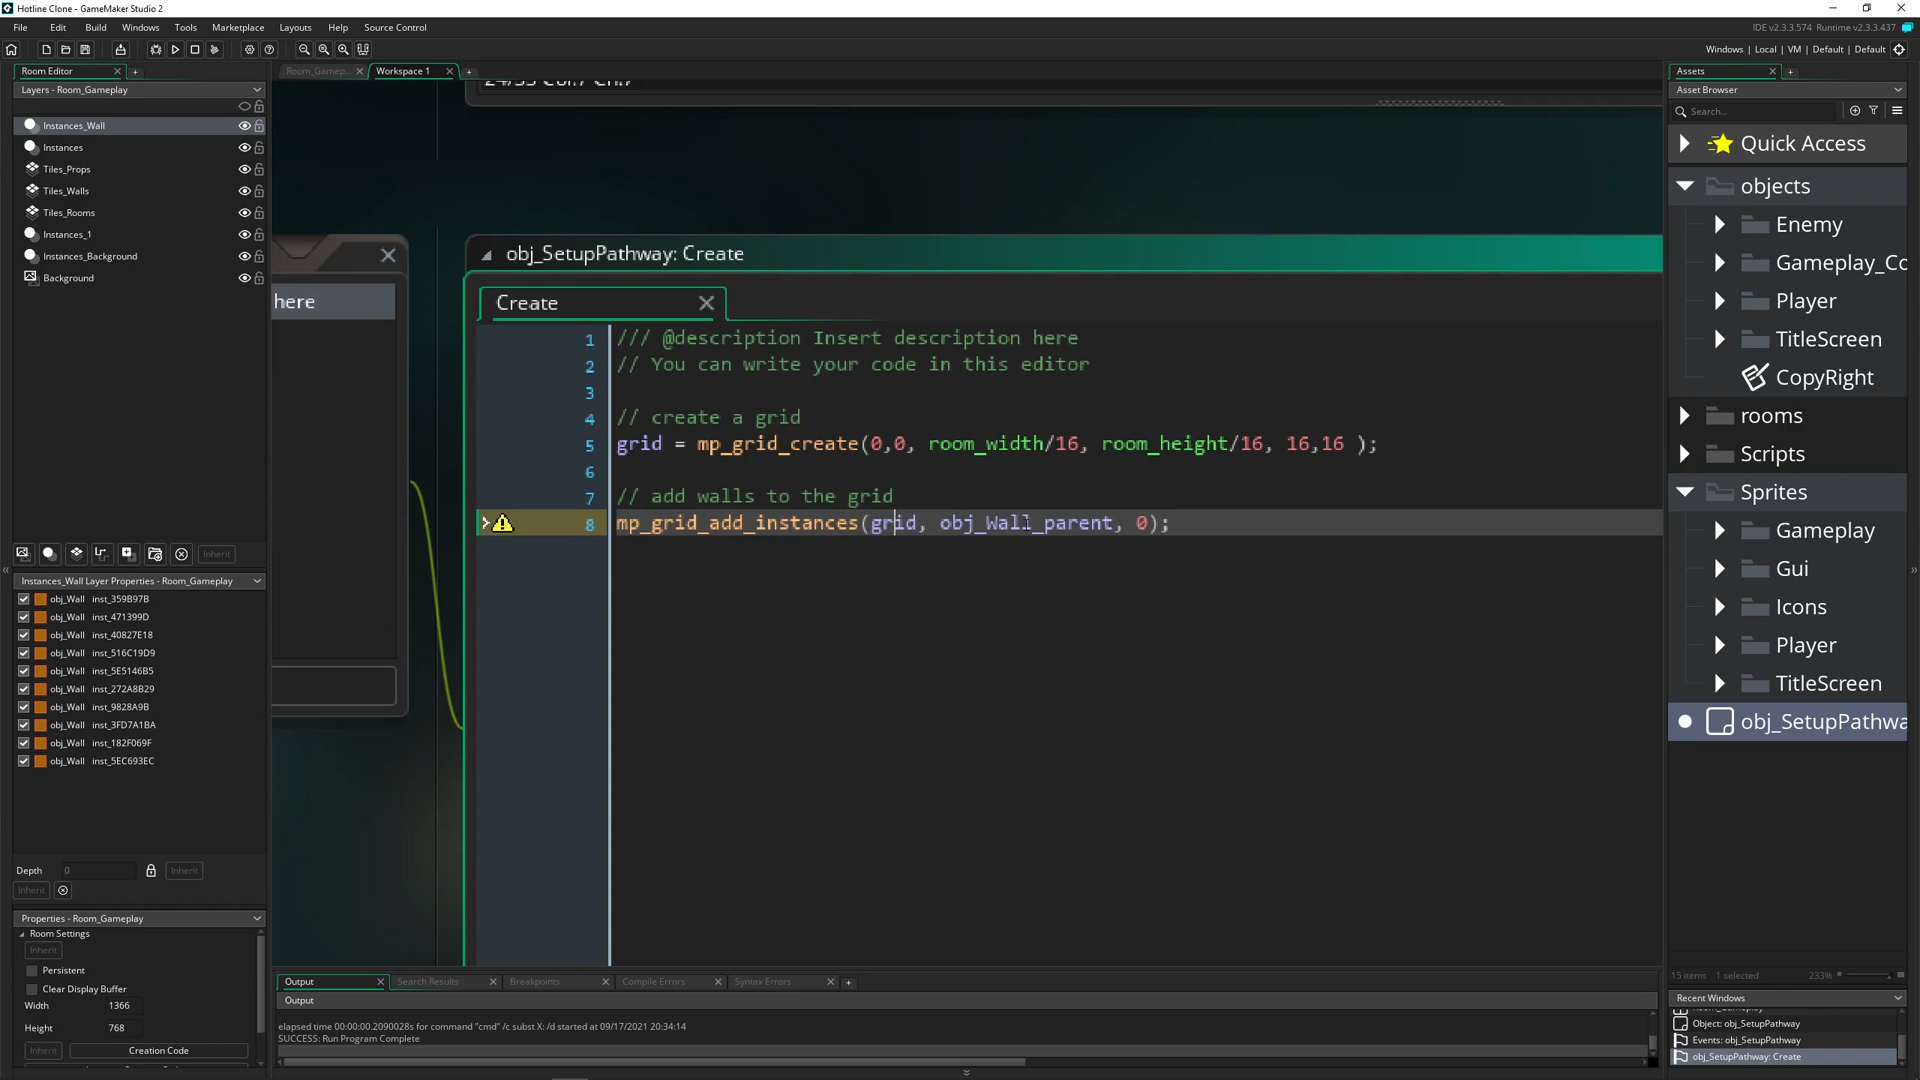 Hotline Clone - GameMaker Studio 2
File Edit Build Windows Tools Marketplace Layouts Source Control Help
IDE v2.3.3.574 Runtime v2.3.3.437
Windows | Local | VM | Default | Default
Room Editor
Room_Gamep...
Workspace 1
Assets
Layers - Room_Gameplay
Asset Browser
Search...
Instances_Wall
Instances
Tiles_Props
Tiles_Walls
Tiles_Rooms
Instances_1
Instances_Background
Background
Inherit
Instances_Wall Layer Properties - Room_Gameplay
obj_Wall inst_359B97B
obj_Wall inst_471399D
obj_Wall inst_40827E18
obj_Wall inst_516C19D9
obj_Wall inst_5E5146B5
obj_Wall inst_272A8B29
obj_Wall inst_9828A9B
obj_Wall inst_3FD7A1BA
obj_Wall inst_182F069F
obj_Wall inst_5EC693EC
Depth 0 Inherit
Inherit
Properties - Room_Gameplay
Room Settings
Inherit
Persistent
Clear Display Buffer
Width 1366
Height 768
Inherit Creation Code
here
obj_SetupPathway: Create
Create
1 /// @description Insert description here
2 // You can write your code in this editor
3
4 // create a grid
5 grid = mp_grid_create(0,0, room_width/16, room_height/16, 16,16 );
6
7 // add walls to the grid
8 mp_grid_add_instances(grid, obj_Wall_parent, 0);
Output Search Results Breakpoints Compile Errors Syntax Errors
Output
elapsed time 00:00:00.2090028s for command "cmd" /c subst X: /d started at 09/17/2021 20:34:14
SUCCESS: Run Program Complete
Quick Access
objects
Enemy
Gameplay_Co
Player
TitleScreen
CopyRight
rooms
Scripts
Sprites
Gameplay
Gui
Icons
Player
TitleScreen
obj_SetupPathwa
15 items 1 selected 233%
Recent Windows
Object: obj_SetupPathway
Events: obj_SetupPathway
obj_SetupPathway: Create